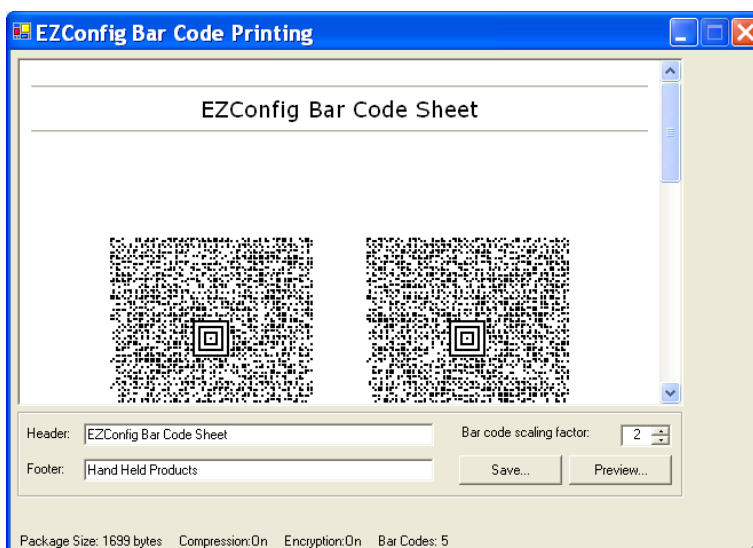 EZConfig Bar Code Printing
EZConfig Bar Code Sheet
Header: EZConfig Bar Code Sheet Bar code scaling factor: 2
Footer: Hand Held Products Save... Preview...
Package Size: 1699 bytes Compression:On Encryption:On Bar Codes: 5